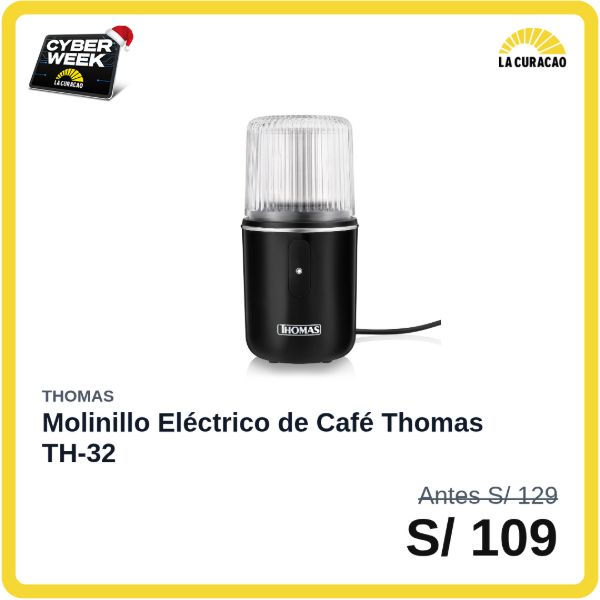 CYBER
WEEK
LA CURACAO
LA CURACAO
THOMAS
THOMAS
Molinillo Eléctrico de Café Thomas
TH-32
Antes S/ 129
S/ 109